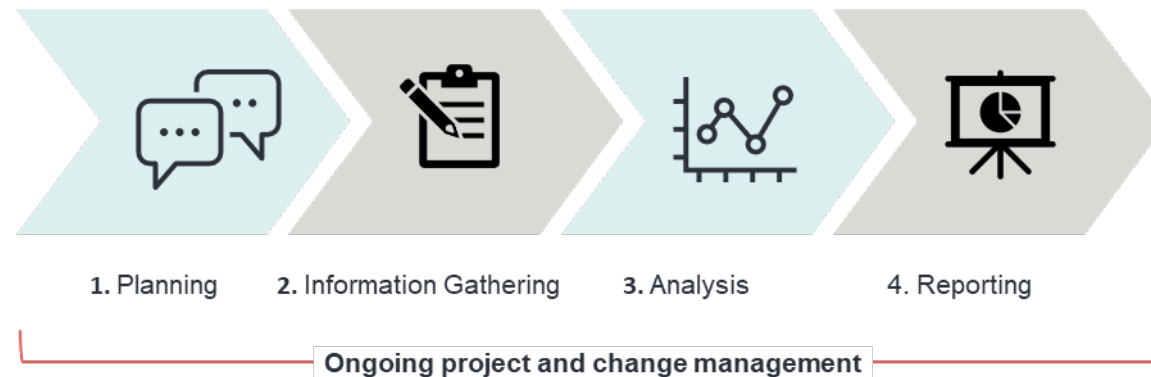 1. Planning
2. Information Gathering
3. Analysis
4. Reporting
Ongoing project and change management